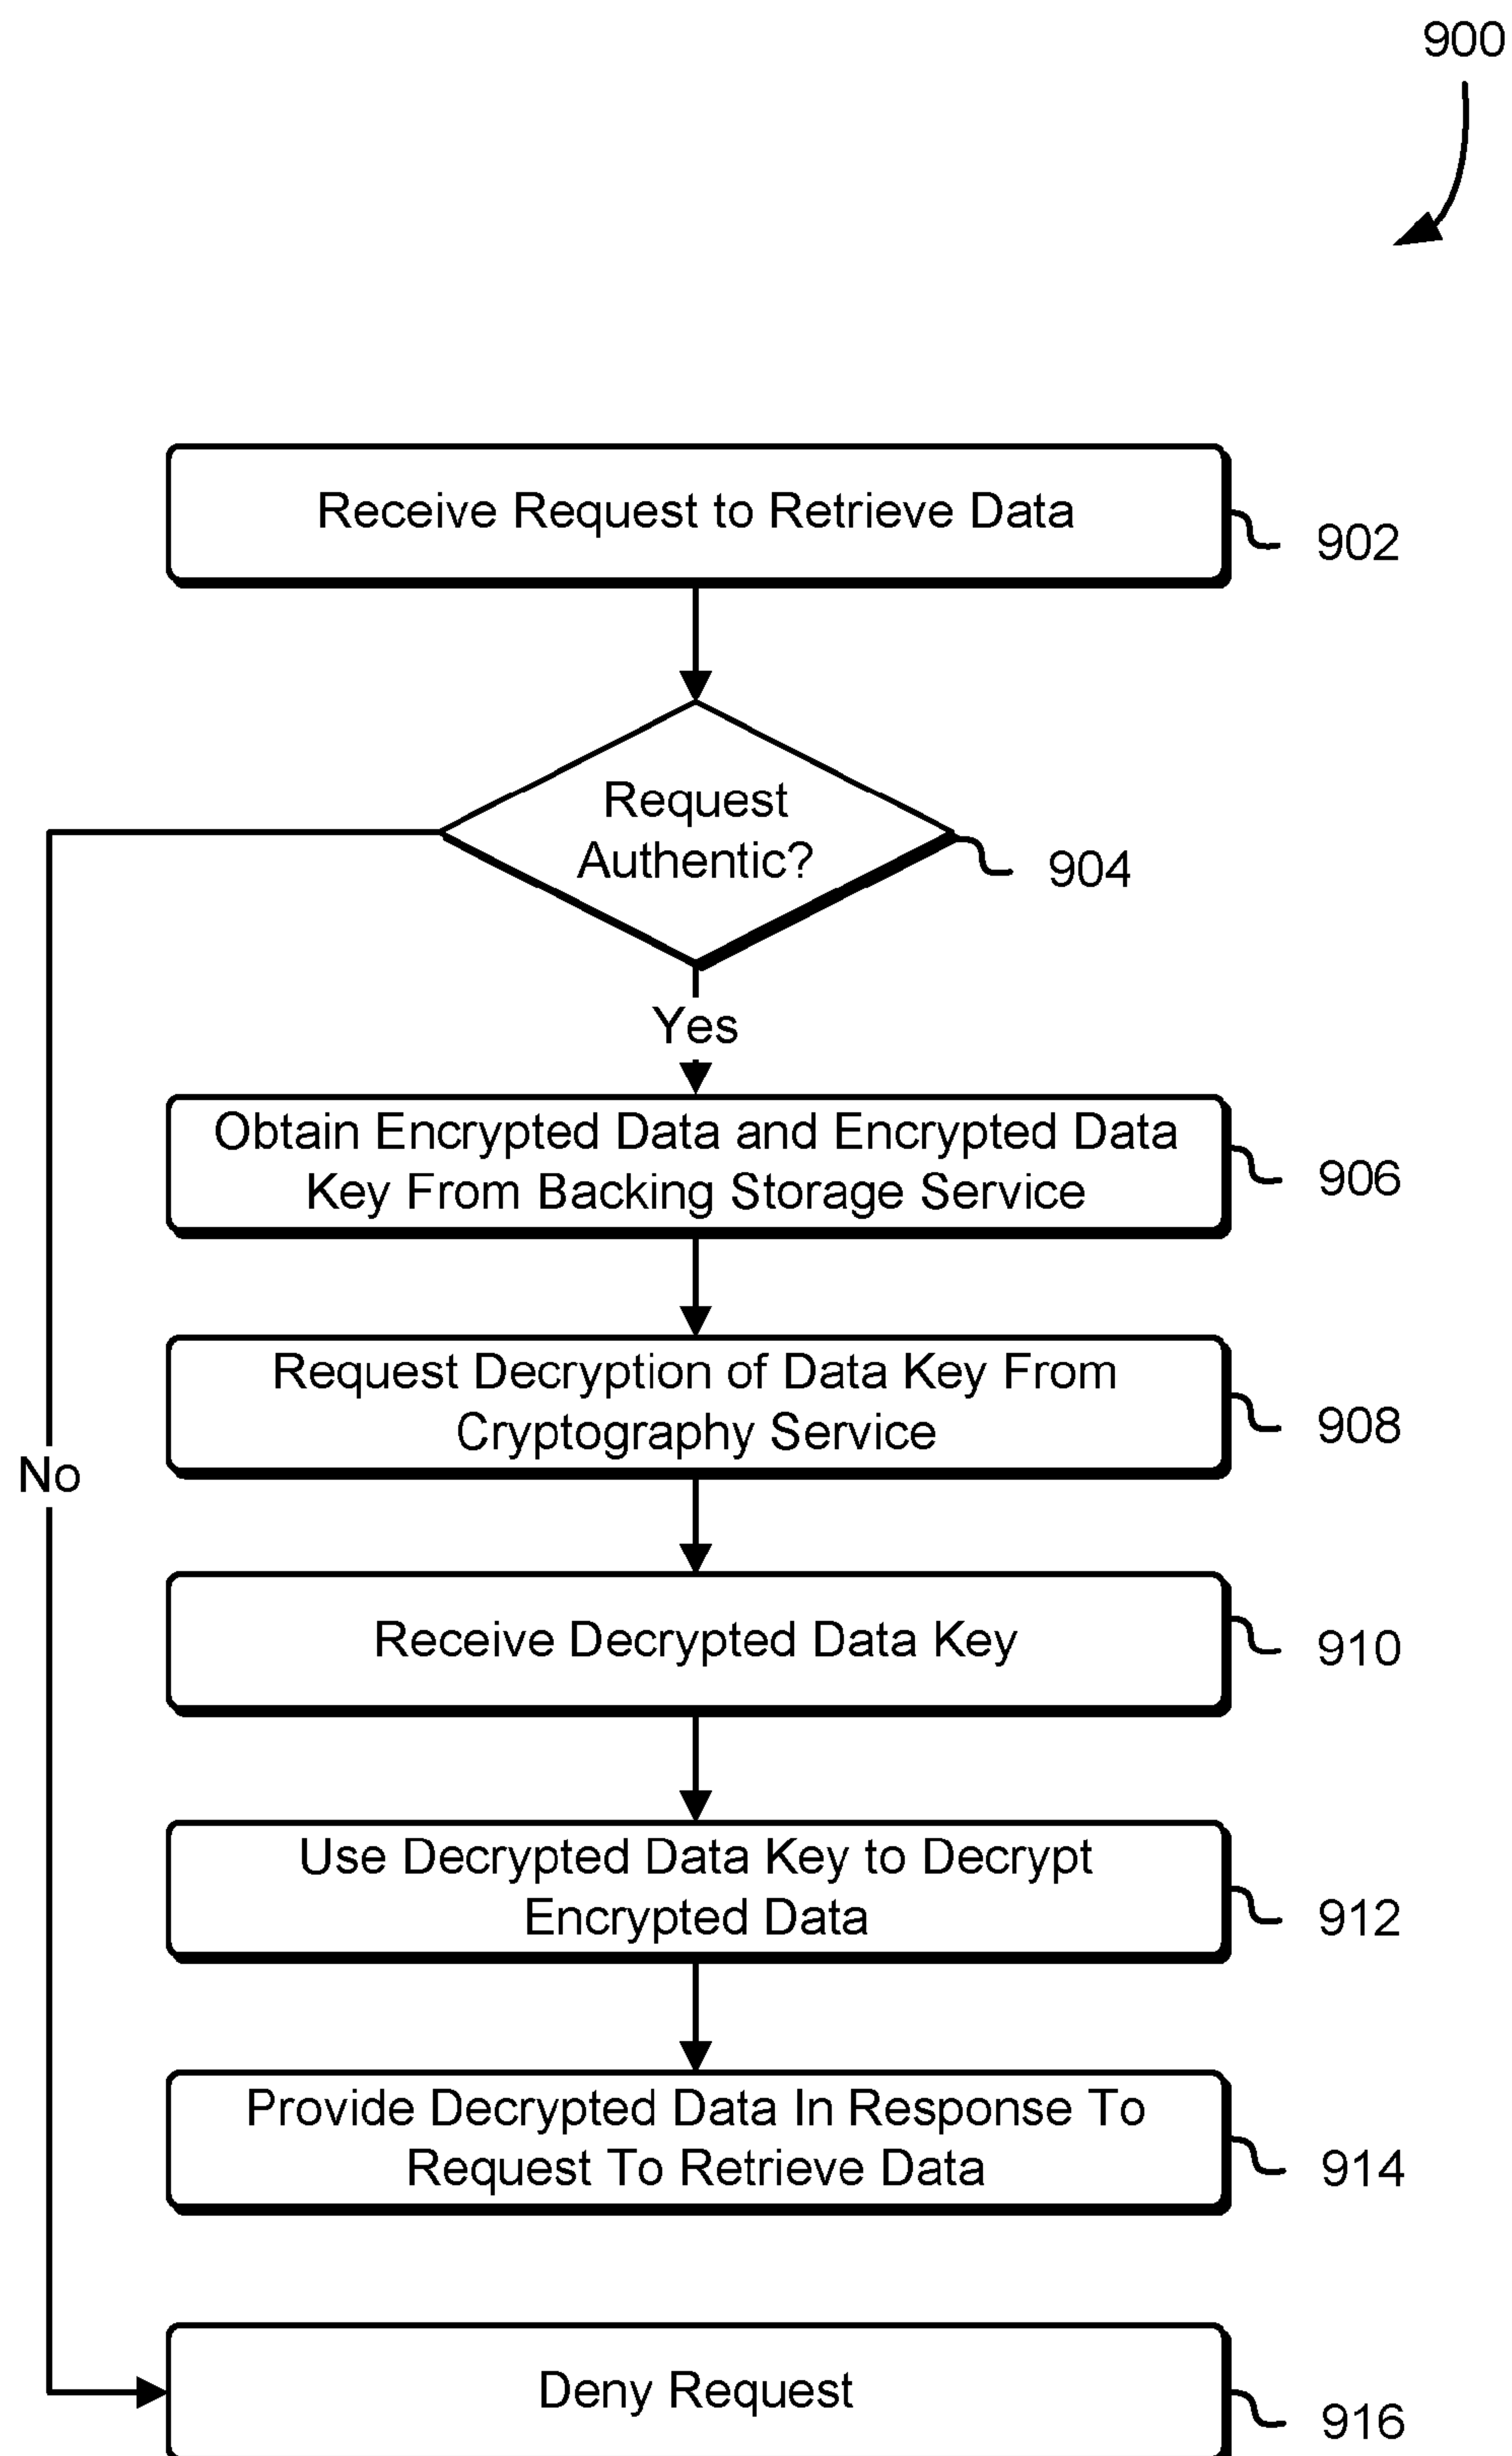 900
Receive Request to Retrieve Data
902
Request
Authentic?
904
Yes
Obtain Encrypted Data and Encrypted Data
Key From Backing Storage Service
906
Request Decryption of Data Key From
Cryptography Service
908
No
Receive Decrypted Data Key
910
Use Decrypted Data Key to Decrypt
Encrypted Data
912
Provide Decrypted Data In Response To
Request To Retrieve Data
914
Deny Request
916